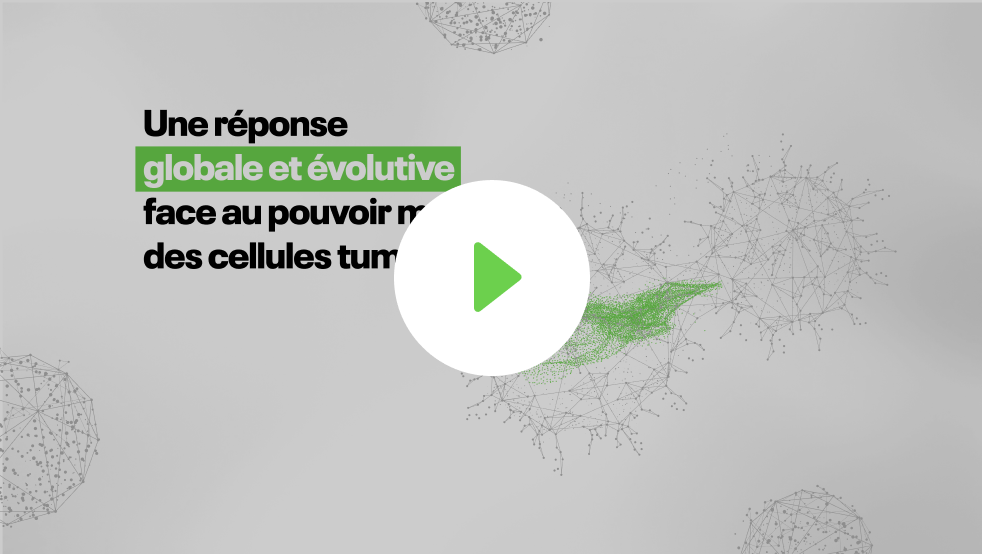 Une réponse
globale et évolutive
face au pouvoir
des cellules